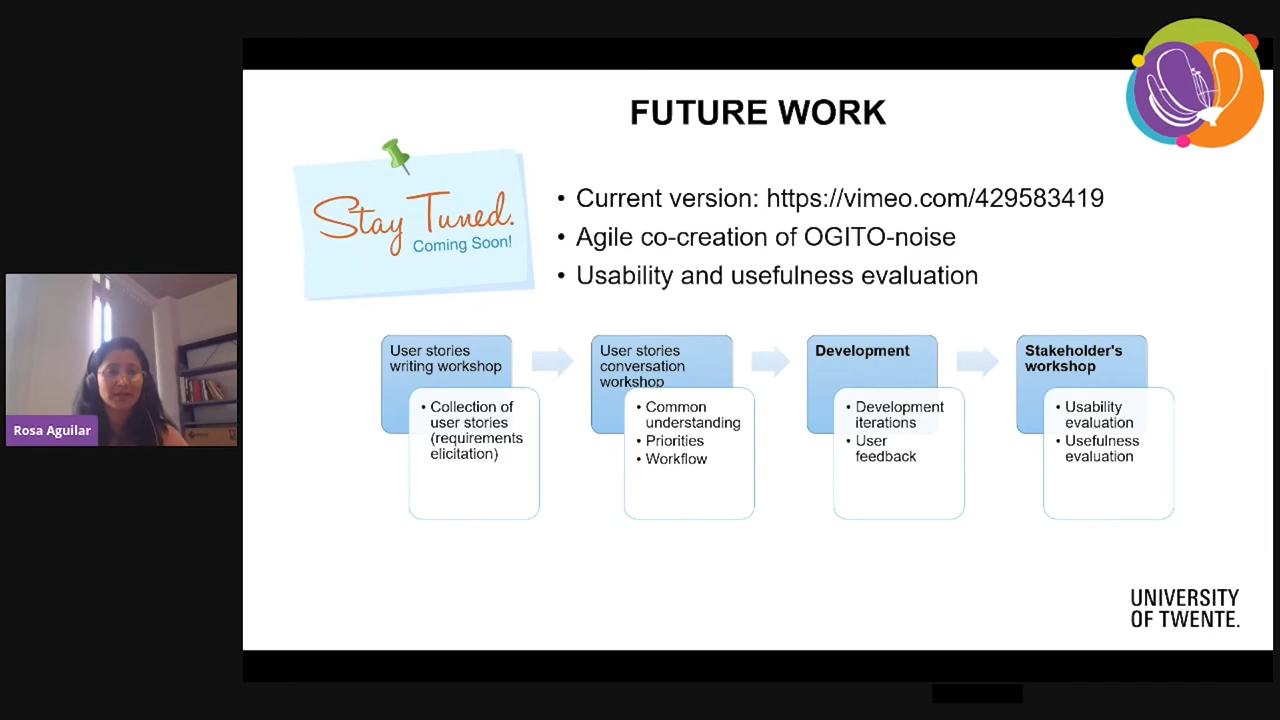 FUTURE WORK
Stay Tuned.
Coming Soon!
• Current version: https://vimeo.com/429583419
• Agile co-creation of OGITO-noise
• Usability and usefulness evaluation
User stories
writing workshop
• Collection of
user stories
(requirements
elicitation)
User stories
conversation
workshop
• Common
understanding
• Priorities
• Workflow
Development
• Development
iterations
• User
feedback
Stakeholder's
workshop
• Usability
evaluation
• Usefulness
evaluation
Rosa Aguilar
UNIVERSITY
OF TWENTE.